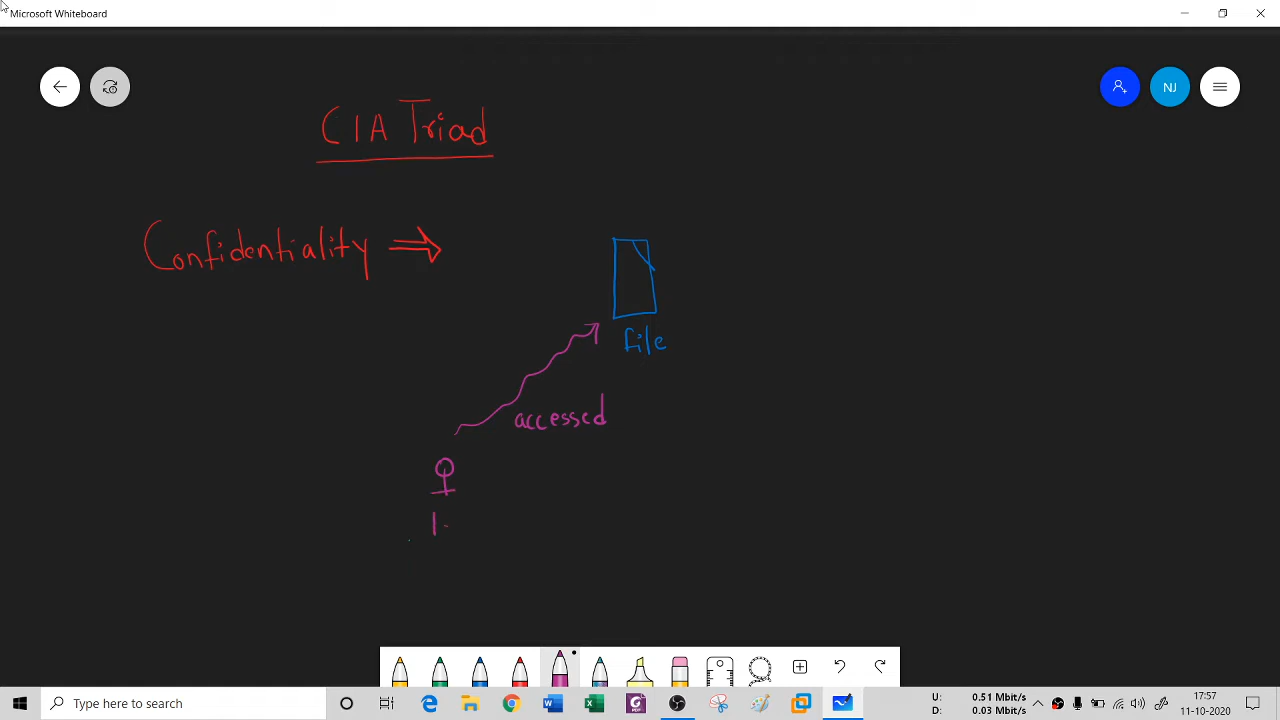 Microsoft Whiteboard
NJ
CIA Triad
Confidentiality ⇒
file
accessed
PDF
Type here to search
U: 0.51 Mbit/s
D: 0.03 Mbit/s
17:57
11-10-2020